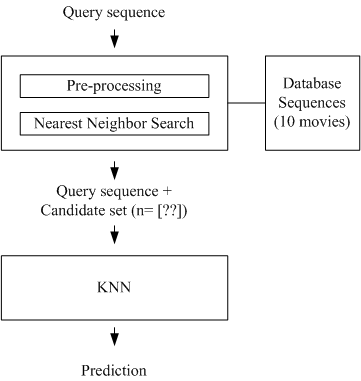 Query sequence
Pre-processing
Nearest Neighbor Search
Database
Sequences
(10 movies)
Query sequence +
Candidate set (n= [??])
KNN
Prediction